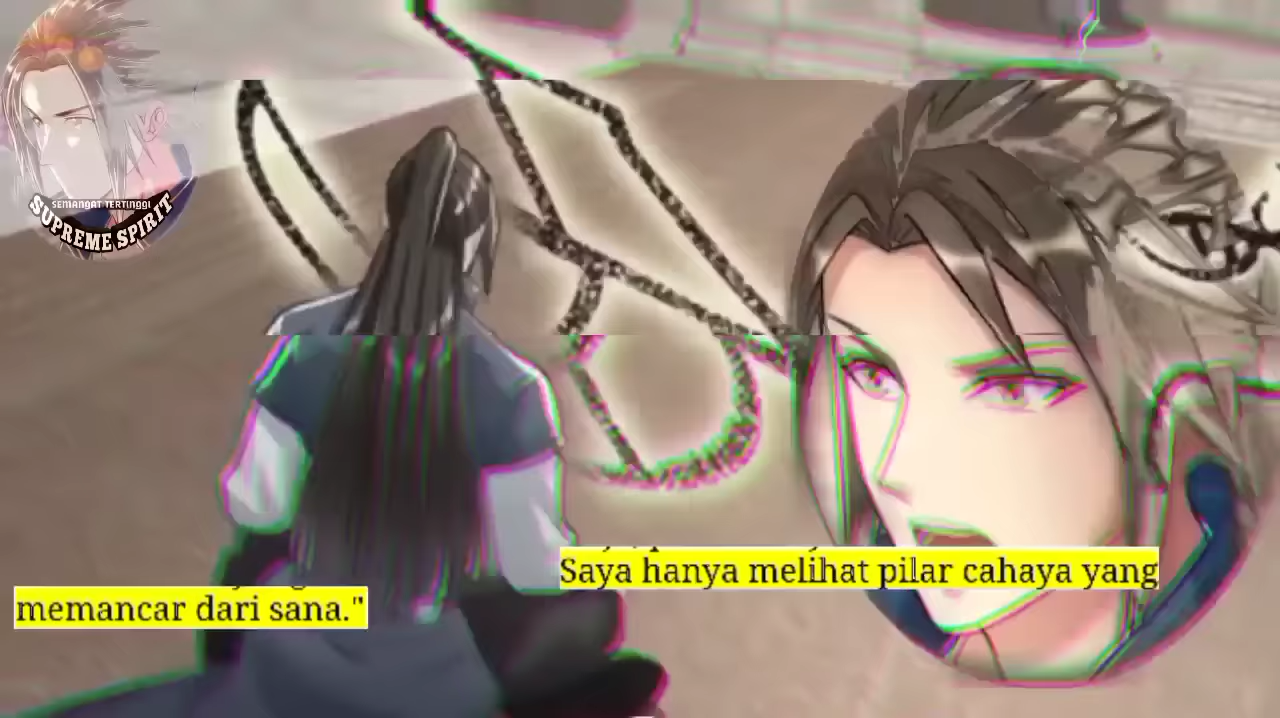 SEMANGAT TERTINGGI
SUPREME SPIRIT
Saya hanya melihat pilar cahaya yang
memancar dari sana."